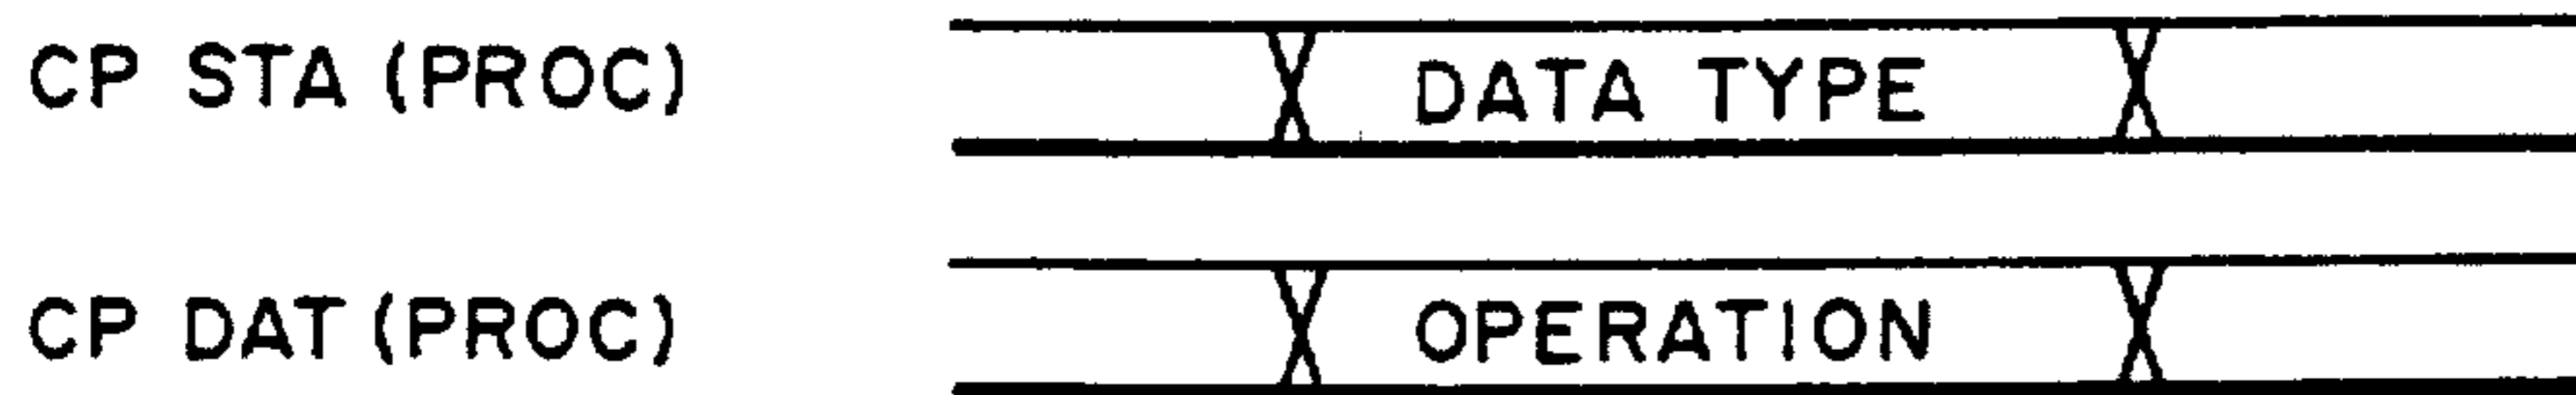 CP STA (PROC) DATA TYPE
CP DAT (PROC) OPERATION